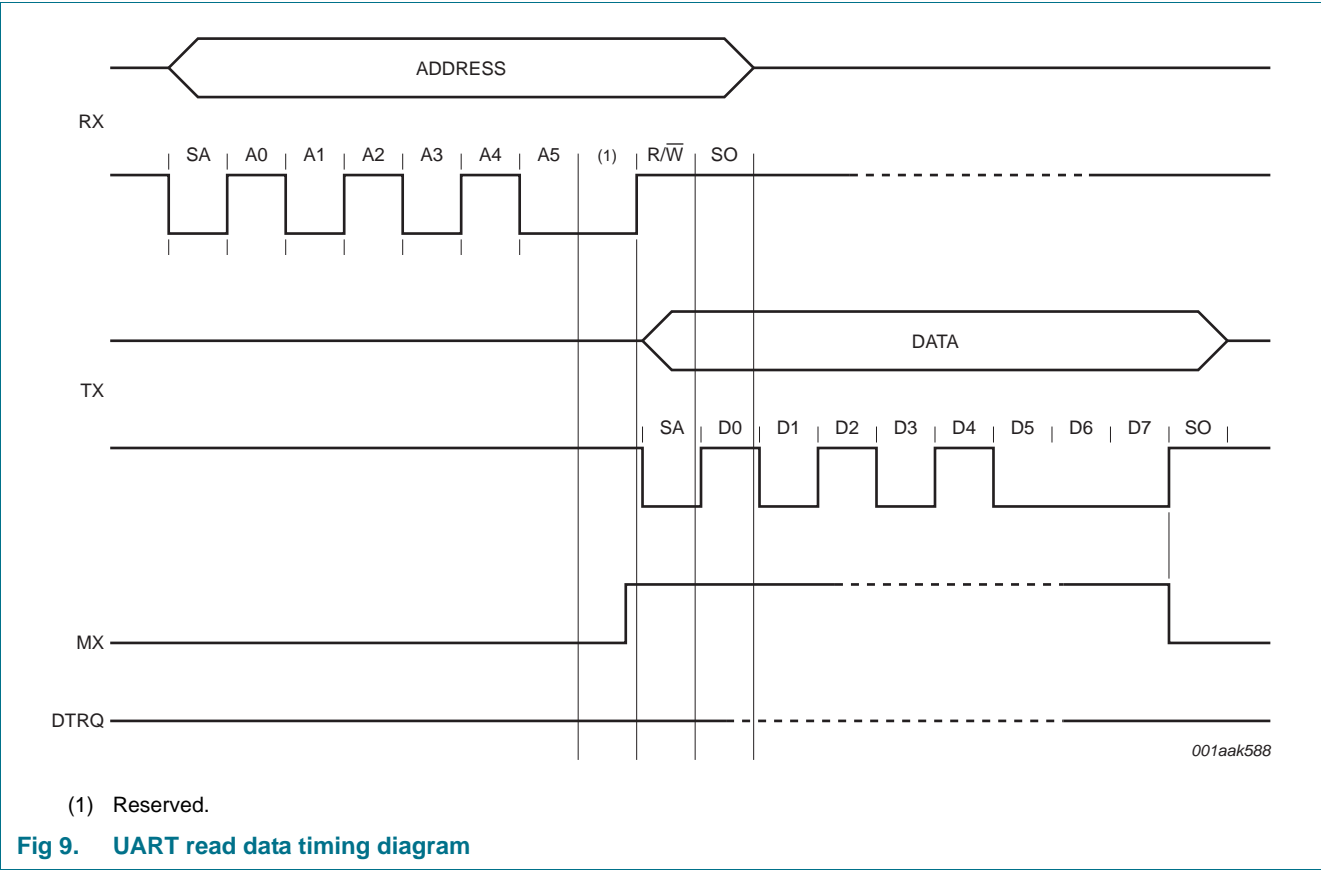 ADDRESS
RX
SA A0 A1 A2 A3 A4 A5 (1) R/W̅ SO
DATA
TX
SA D0 D1 D2 D3 D4 D5 D6 D7 SO
MX
DTRQ
001aak588
(1) Reserved.
Fig 9. UART read data timing diagram